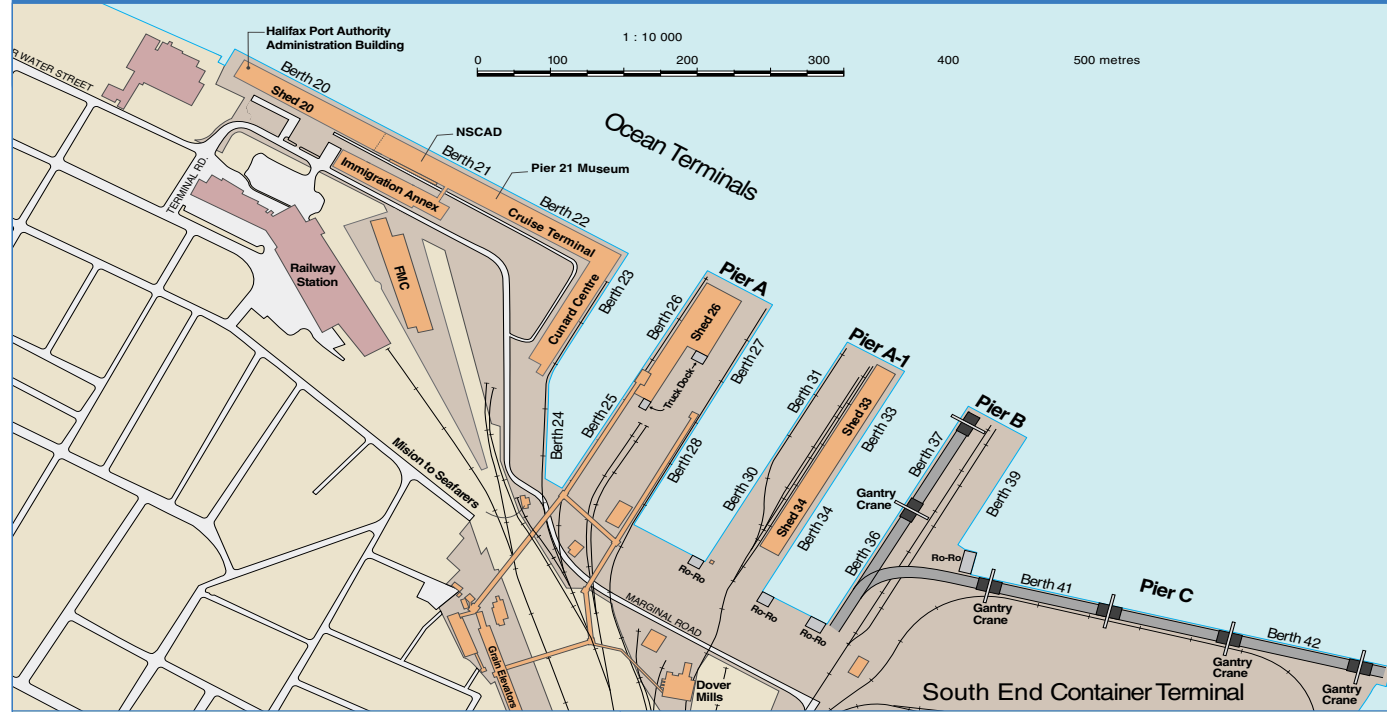 Halifax Port Authority
Administration Building
1 : 10 000
0 100 200 300 400 500 metres
R WATER STREET
Berth 20
Shed 20
Ocean Terminals
NSCAD
Berth 21
Pier 21 Museum
Immigration Annex
Berth 22
Cruise Terminal
TERMINAL RD.
Railway
Station
FMC
Cunard Centre
Berth 23
Pier A
Berth 26
Shed 26
Berth 27
Truck Dock
Berth 25
Berth 24
Berth 28
Pier A-1
Berth 31
Shed 33
Berth 33
Berth 30
Shed 34
Berth 34
Pier B
Berth 37
Berth 39
Gantry
Crane
Berth 36
Mision to Seafarers
Ro-Ro
Ro-Ro
Ro-Ro
Ro-Ro
Berth 41
Pier C
Gantry
Crane
Berth 42
Gantry
Crane
Gantry
Crane
MARGINAL ROAD
Grain Elevators
Dover
Mills
South End Container Terminal